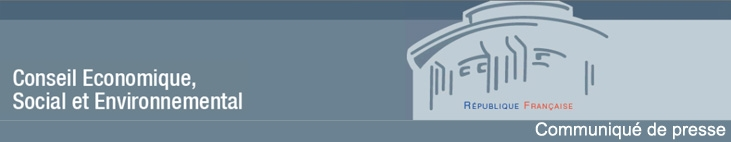 Conseil Economique,
Social et Environnemental
RÉPUBLIQUE FRANÇAISE
Communiqué de presse